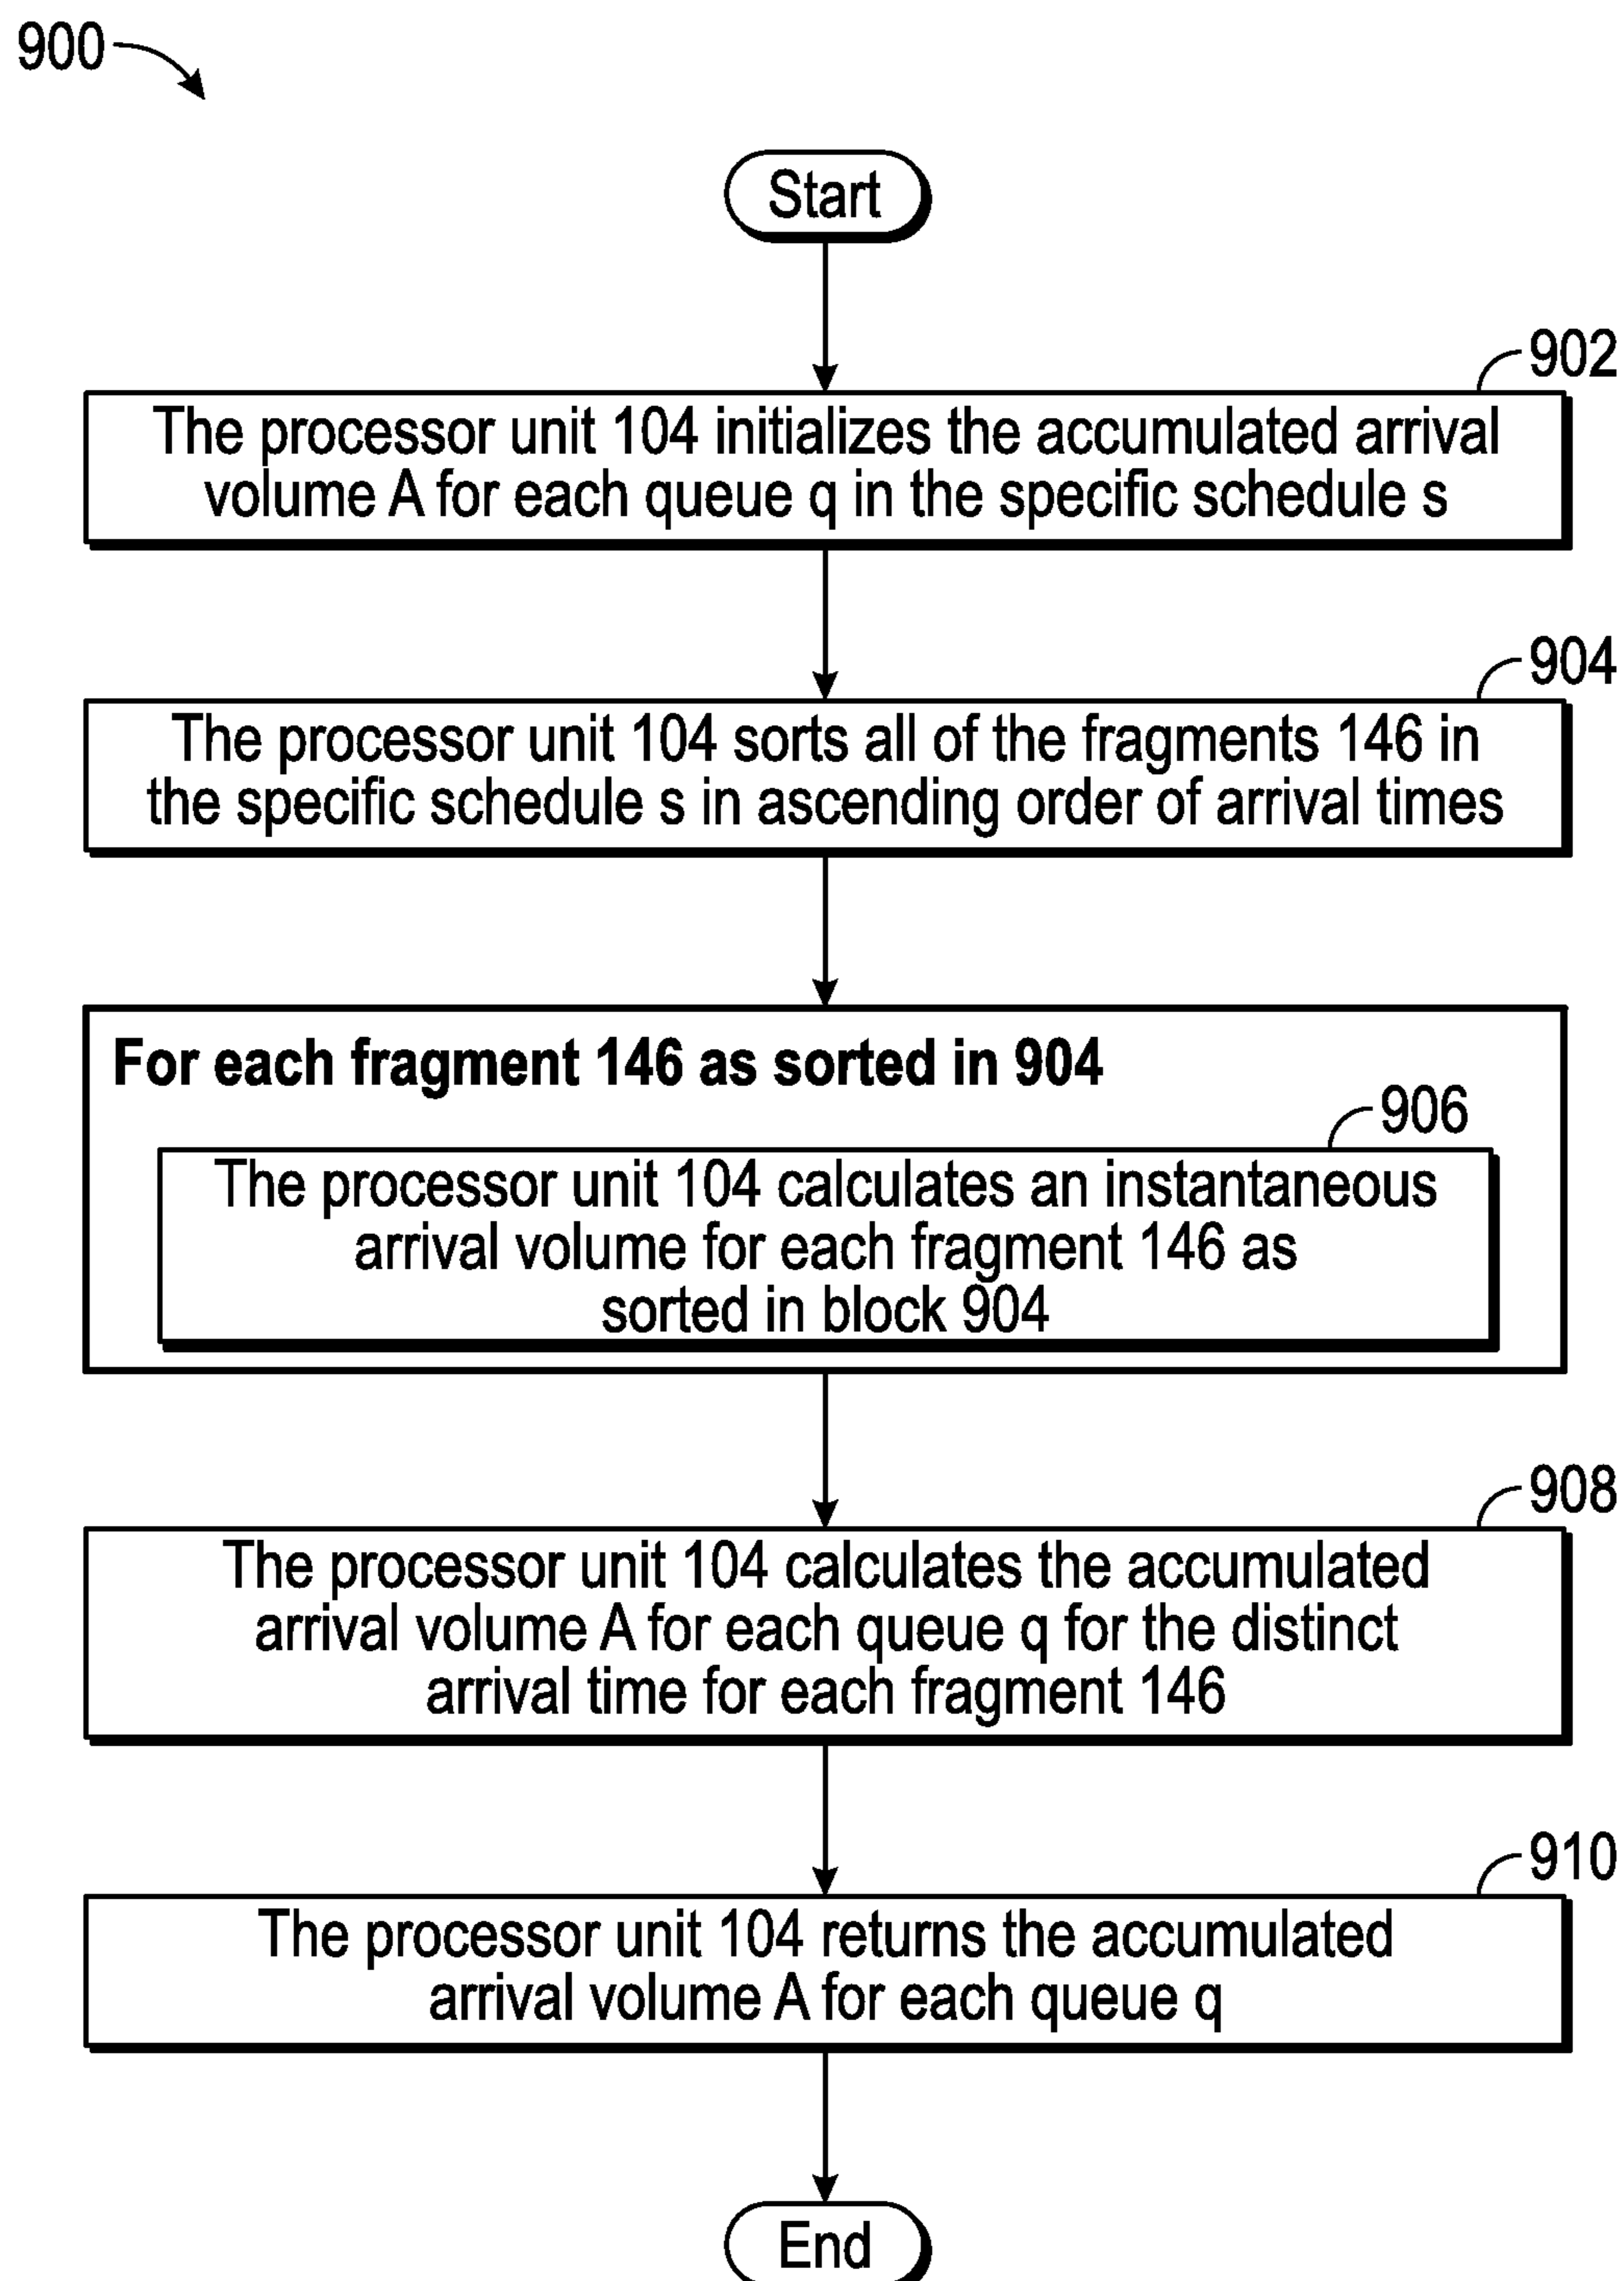 900
Start
902
The processor unit 104 initializes the accumulated arrival
volume A for each queue q in the specific schedule s
904
The processor unit 104 sorts all of the fragments 146 in
the specific schedule s in ascending order of arrival times
For each fragment 146 as sorted in 904
906
The processor unit 104 calculates an instantaneous
arrival volume for each fragment 146 as
sorted in block 904
908
The processor unit 104 calculates the accumulated
arrival volume A for each queue q for the distinct
arrival time for each fragment 146
910
The processor unit 104 returns the accumulated
arrival volume A for each queue q
End